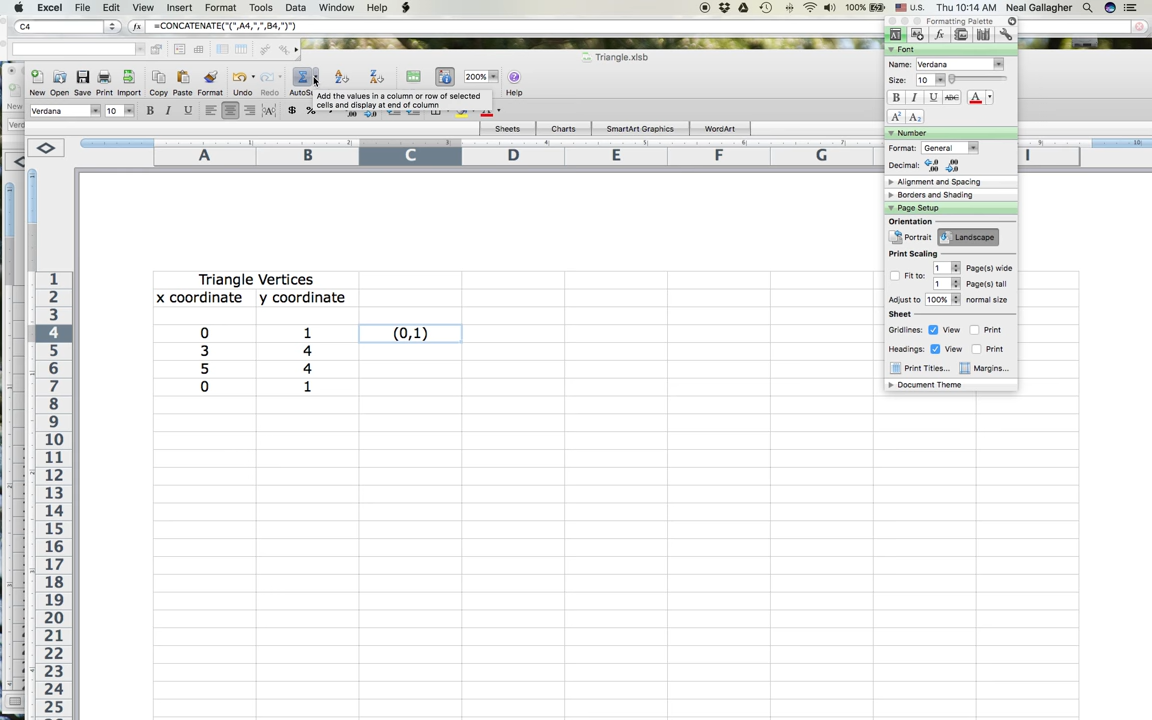 Excel File Edit View Insert Format Tools Data Window Help 100% U.S. Thu 10:14 AM Neal Gallagher
C4 fx =CONCATENATE("(",A4,",",B4,")")
Formatting Palette
Triangle.xlsb
New Open Save Print Import Copy Paste Format Undo Redo AutoSu 200% Help
Add the values in a column or row of selected
cells and display at end of column
Verdana 10 B I U $ %
Sheets Charts SmartArt Graphics WordArt
A B C D E F G I
1 Triangle Vertices
2 x coordinate y coordinate
3
4 0 1 (0,1)
5 3 4
6 5 4
7 0 1
8
9
10
11
12
13
14
15
16
17
18
19
20
21
22
23
24
25
Font
Name: Verdana
Size: 10
B I U ABC A
A² A₂
Number
Format: General
Decimal:
Alignment and Spacing
Borders and Shading
Page Setup
Orientation
Portrait Landscape
Print Scaling
Fit to: 1 Page(s) wide
1 Page(s) tall
Adjust to 100% normal size
Sheet
Gridlines: View Print
Headings: View Print
Print Titles... Margins...
Document Theme